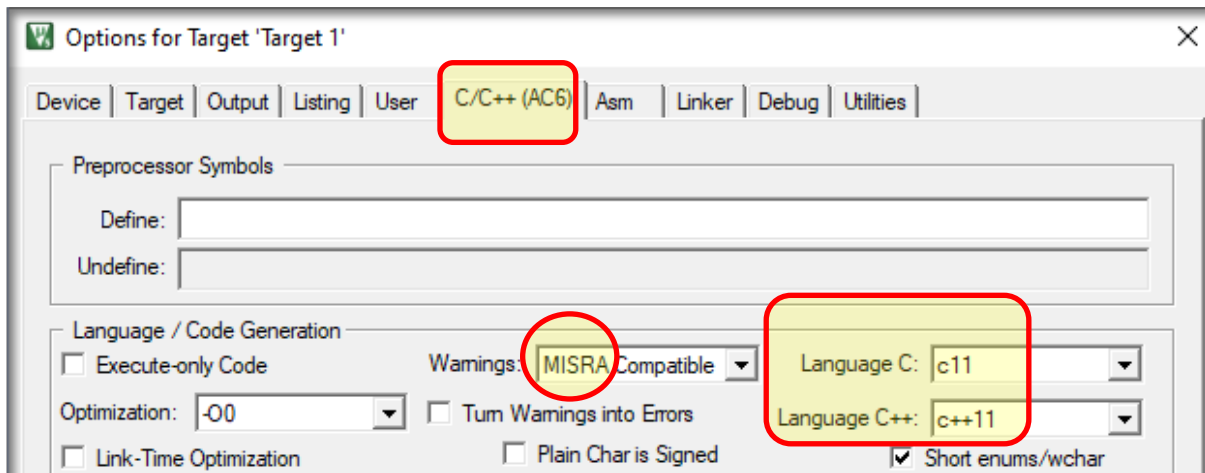 Options for Target 'Target 1'
Device Target Output Listing User C/C++ (AC6) Asm Linker Debug Utilities
Preprocessor Symbols
Define:
Undefine:
Language / Code Generation
Execute-only Code Warnings: MISRA Compatible Language C: c11
Optimization: -O0 Turn Warnings into Errors Language C++: c++11
Link-Time Optimization Plain Char is Signed Short enums/wchar